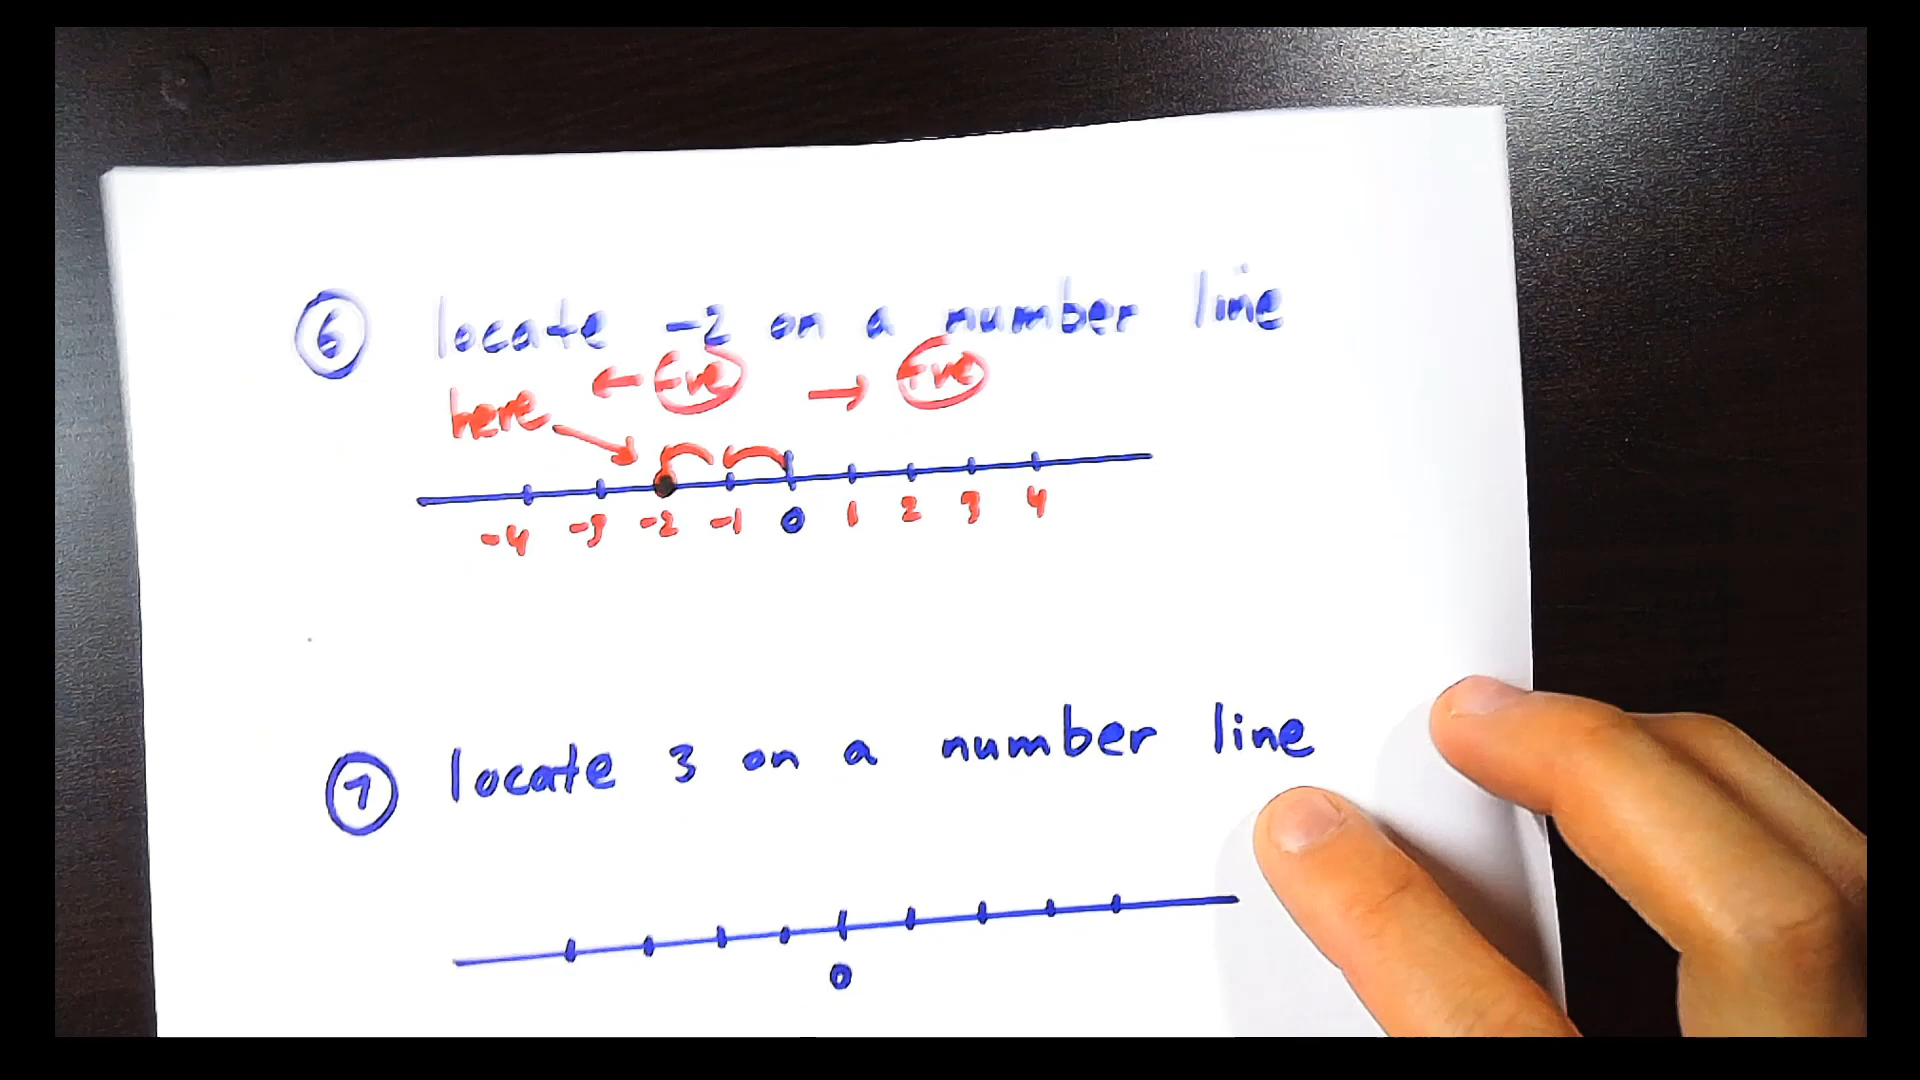 6 locate -2 on a number line
← -ve → +ve
here
-4 -3 -2 -1 0 1 2 3 4
7 locate 3 on a number line
0